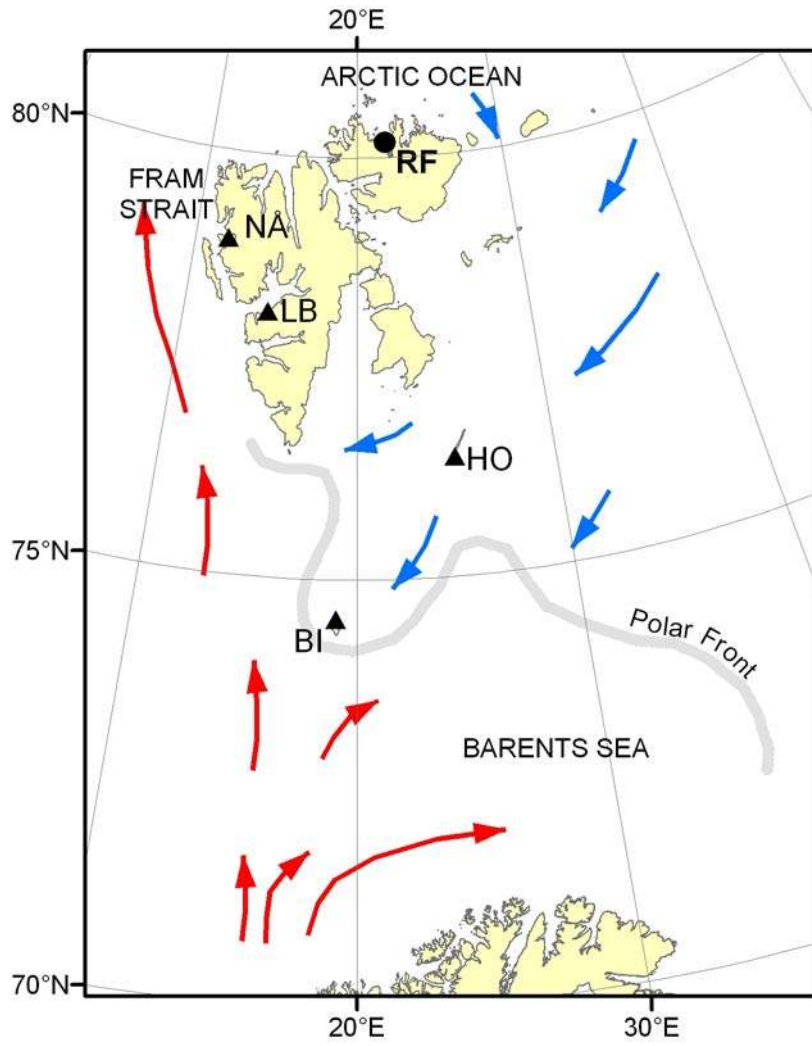 20°E
ARCTIC OCEAN
80°N
RF
FRAM
STRAIT
NÅ
LB
HO
75°N
BI
Polar Front
BARENTS SEA
70°N
20°E
30°E